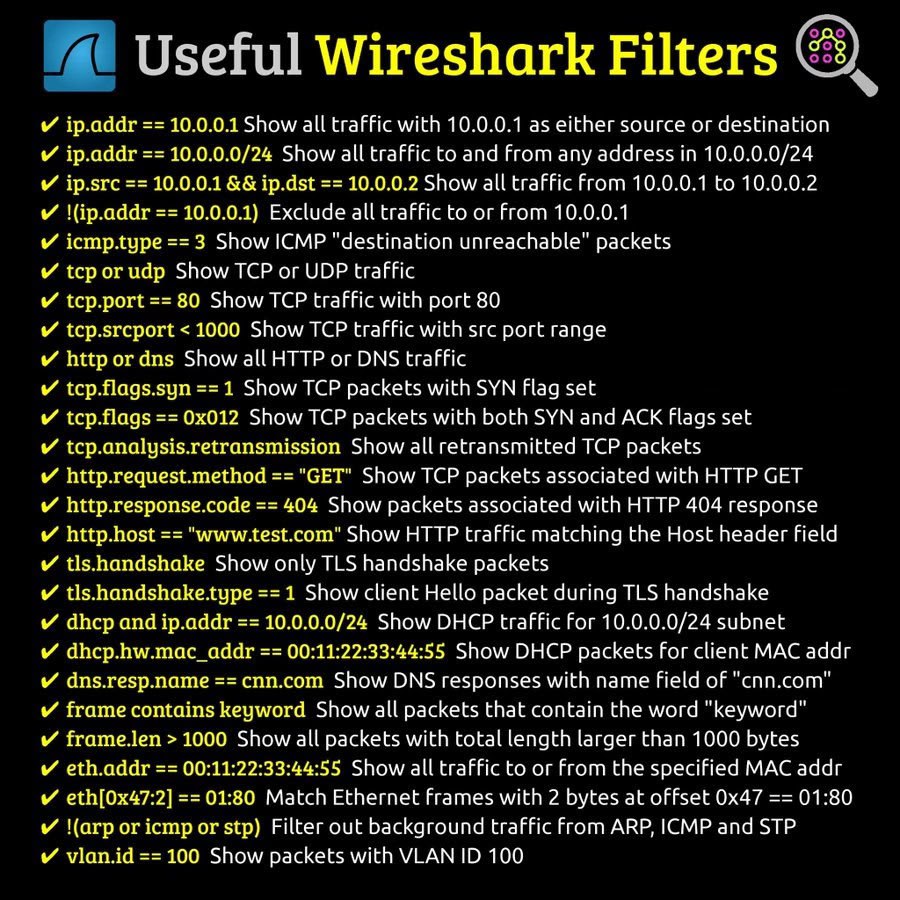 Useful Wireshark Filters
✔ ip.addr == 10.0.0.1 Show all traffic with 10.0.0.1 as either source or destination
✔ ip.addr == 10.0.0.0/24 Show all traffic to and from any address in 10.0.0.0/24
✔ ip.src == 10.0.0.1 && ip.dst == 10.0.0.2 Show all traffic from 10.0.0.1 to 10.0.0.2
✔ !(ip.addr == 10.0.0.1) Exclude all traffic to or from 10.0.0.1
✔ icmp.type == 3 Show ICMP "destination unreachable" packets
✔ tcp or udp Show TCP or UDP traffic
✔ tcp.port == 80 Show TCP traffic with port 80
✔ tcp.srcport < 1000 Show TCP traffic with src port range
✔ http or dns Show all HTTP or DNS traffic
✔ tcp.flags.syn == 1 Show TCP packets with SYN flag set
✔ tcp.flags == 0x012 Show TCP packets with both SYN and ACK flags set
✔ tcp.analysis.retransmission Show all retransmitted TCP packets
✔ http.request.method == "GET" Show TCP packets associated with HTTP GET
✔ http.response.code == 404 Show packets associated with HTTP 404 response
✔ http.host == "www.test.com" Show HTTP traffic matching the Host header field
✔ tls.handshake Show only TLS handshake packets
✔ tls.handshake.type == 1 Show client Hello packet during TLS handshake
✔ dhcp and ip.addr == 10.0.0.0/24 Show DHCP traffic for 10.0.0.0/24 subnet
✔ dhcp.hw.mac_addr == 00:11:22:33:44:55 Show DHCP packets for client MAC addr
✔ dns.resp.name == cnn.com Show DNS responses with name field of "cnn.com"
✔ frame contains keyword Show all packets that contain the word "keyword"
✔ frame.len > 1000 Show all packets with total length larger than 1000 bytes
✔ eth.addr == 00:11:22:33:44:55 Show all traffic to or from the specified MAC addr
✔ eth[0x47:2] == 01:80 Match Ethernet frames with 2 bytes at offset 0x47 == 01:80
✔ !(arp or icmp or stp) Filter out background traffic from ARP, ICMP and STP
✔ vlan.id == 100 Show packets with VLAN ID 100